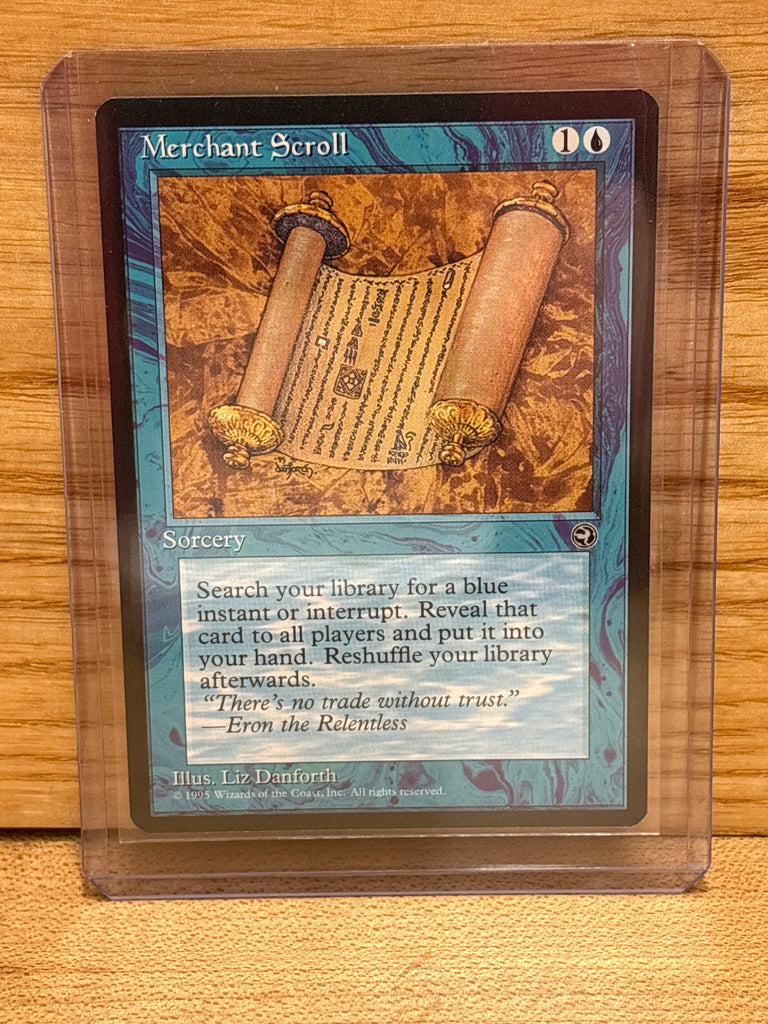 Merchant Scroll 1
Sorcery
Search your library for a blue
instant or interrupt. Reveal that
card to all players and put it into
your hand. Reshuffle your library
afterwards.
“There's no trade without trust.”
—Eron the Relentless
Illus. Liz Danforth
© 1995 Wizards of the Coast, Inc. All rights reserved.